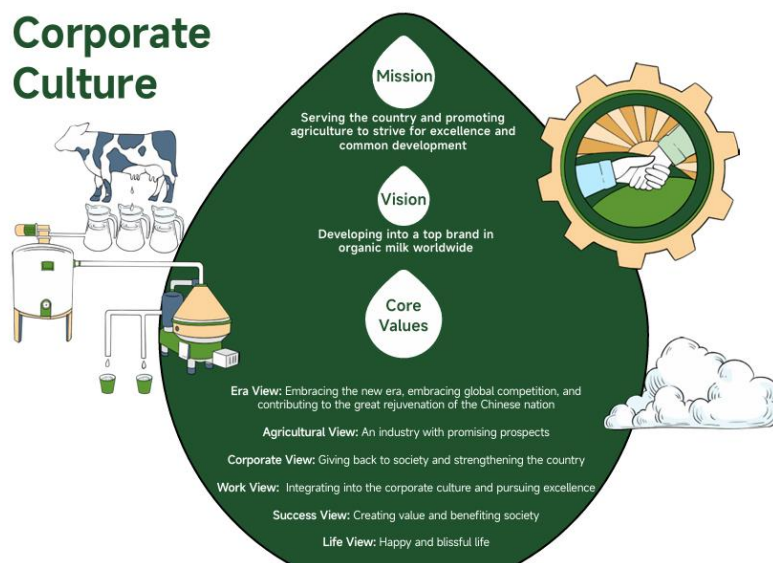 Corporate
Culture
Mission
Serving the country and promoting
agriculture to strive for excellence and
common development
Vision
Developing into a top brand in
organic milk worldwide
Core
Values
Era View: Embracing the new era, embracing global competition, and
contributing to the great rejuvenation of the Chinese nation
Agricultural View: An industry with promising prospects
Corporate View: Giving back to society and strengthening the country
Work View: Integrating into the corporate culture and pursuing excellence
Success View: Creating value and benefiting society
Life View: Happy and blissful life